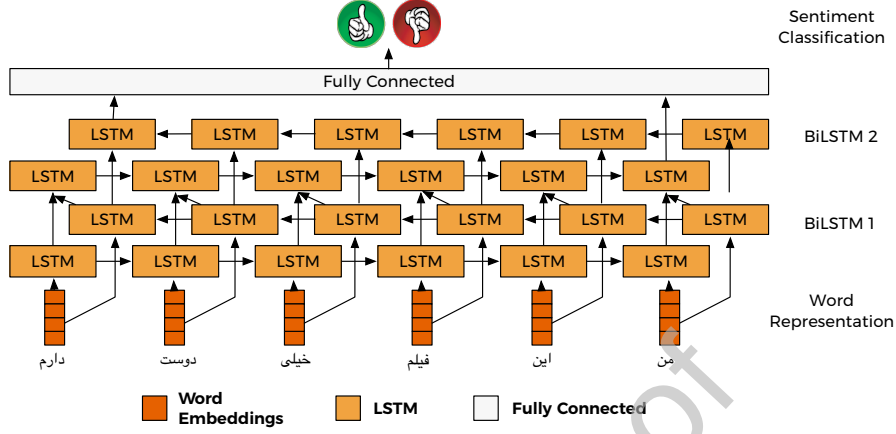 Sentiment
Classification
Fully Connected
LSTM LSTM LSTM LSTM LSTM LSTM
BiLSTM 2
LSTM LSTM LSTM LSTM LSTM LSTM
LSTM LSTM LSTM LSTM LSTM LSTM
BiLSTM 1
LSTM LSTM LSTM LSTM LSTM LSTM
Word
Representation
دارم دوست خیلی فیلم این من
Word
Embeddings
LSTM
Fully Connected
of